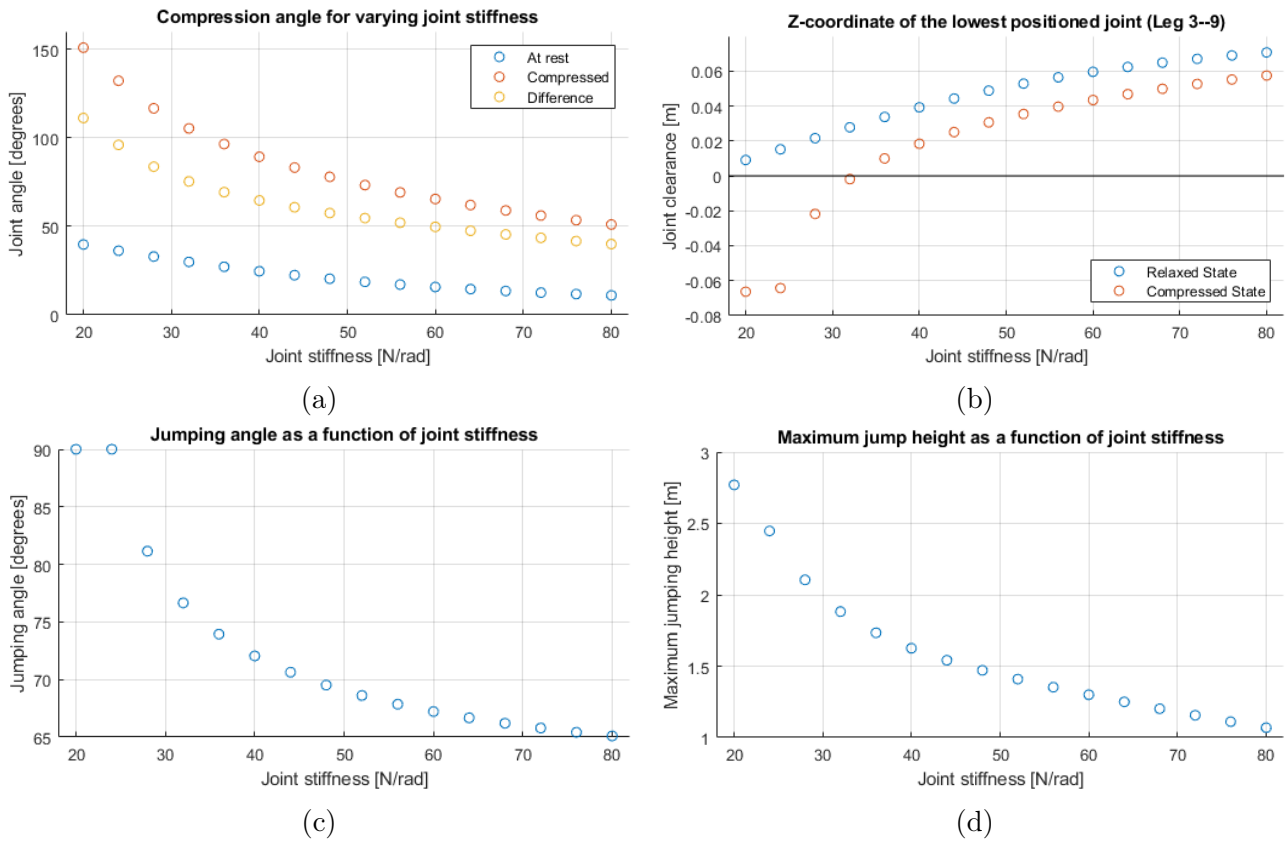 Compression angle for varying joint stiffness
150
100
50
0
Joint angle [degrees]
At rest
Compressed
Difference
20 30 40 50 60 70 80
Joint stiffness [N/rad]
(a)
Z-coordinate of the lowest positioned joint (Leg 3--9)
0.06
0.04
0.02
0
-0.02
-0.04
-0.06
-0.08
Joint clearance [m]
Relaxed State
Compressed State
20 30 40 50 60 70 80
Joint stiffness [N/rad]
(b)
Jumping angle as a function of joint stiffness
90
85
80
75
70
65
Jumping angle [degrees]
20 30 40 50 60 70 80
Joint stiffness [N/rad]
(c)
Maximum jump height as a function of joint stiffness
3
2.5
2
1.5
1
Maximum jumping height [m]
20 30 40 50 60 70 80
Joint stiffness [N/rad]
(d)